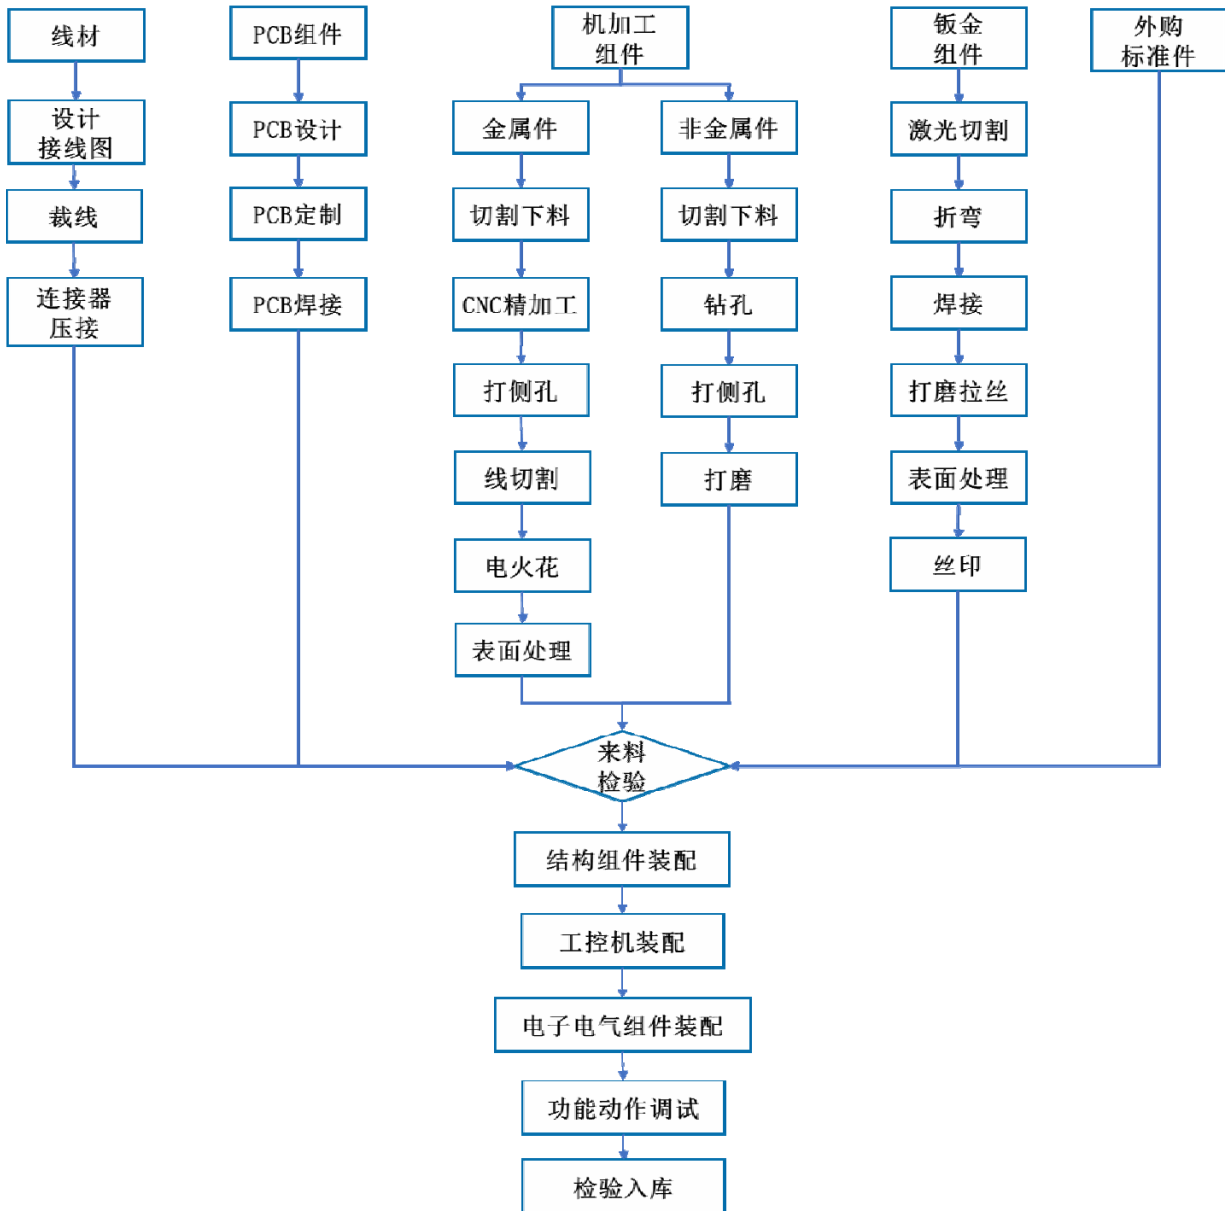 线材
设计
接线图
裁线
连接器
压接
PCB组件
PCB设计
PCB定制
PCB焊接
机加工
组件
金属件
切割下料
CNC精加工
打侧孔
线切割
电火花
表面处理
非金属件
切割下料
钻孔
打侧孔
打磨
钣金
组件
激光切割
折弯
焊接
打磨拉丝
表面处理
丝印
外购
标准件
来料
检验
结构组件装配
工控机装配
电子电气组件装配
功能动作调试
检验入库